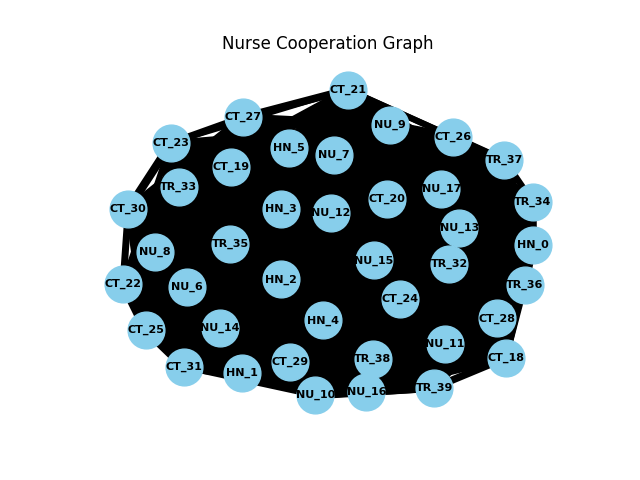 Nurse Cooperation Graph
CT_21
CT_27
NU_9
CT_26
CT_23
HN_5
NU_7
TR_37
CT_19
TR_33
NU_17
CT_20
TR_34
CT_30
HN_3
NU_12
NU_13
TR_35
HN_0
NU_8
NU_15
TR_32
HN_2
CT_22
NU_6
TR_36
CT_24
HN_4
CT_28
CT_25
NU_14
NU_11
CT_18
TR_38
CT_29
CT_31
HN_1
TR_39
NU_16
NU_10